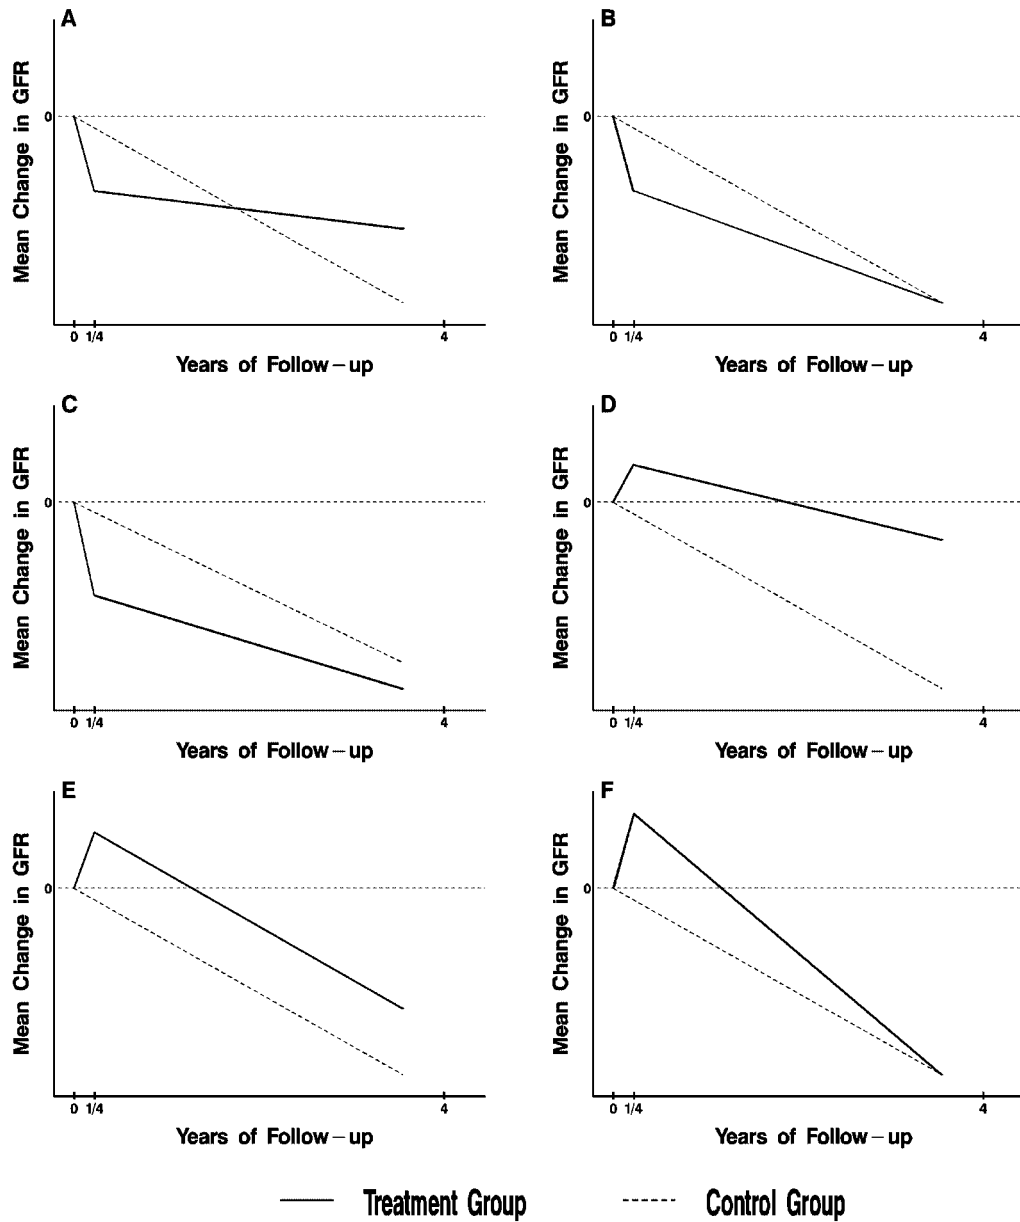 A
Mean Change in GFR
0
0 1/4 4
Years of Follow-up
B
Mean Change in GFR
0
0 1/4 4
Years of Follow-up
C
Mean Change in GFR
0
0 1/4 4
Years of Follow-up
D
Mean Change in GFR
0
0 1/4 4
Years of Follow-up
E
Mean Change in GFR
0
0 1/4 4
Years of Follow-up
F
Mean Change in GFR
0
0 1/4 4
Years of Follow-up
Treatment Group Control Group